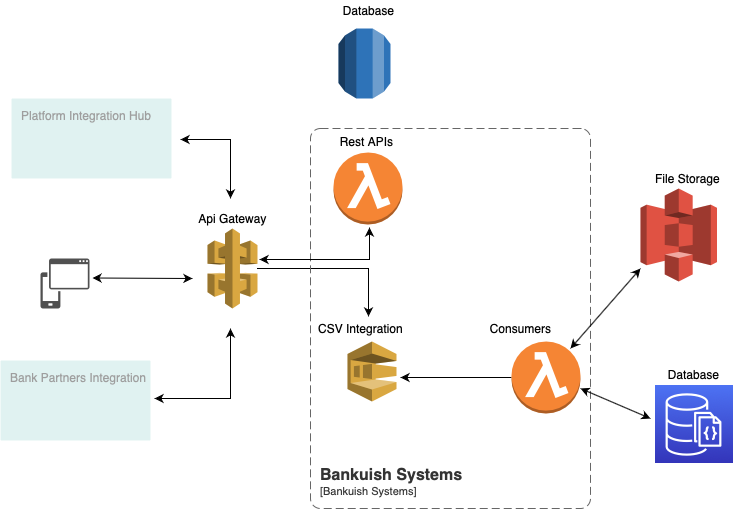 Database
Platform Integration Hub
Rest APIs
File Storage
Api Gateway
CSV Integration
Consumers
Bank Partners Integration
Database
Bankuish Systems
[Bankuish Systems]